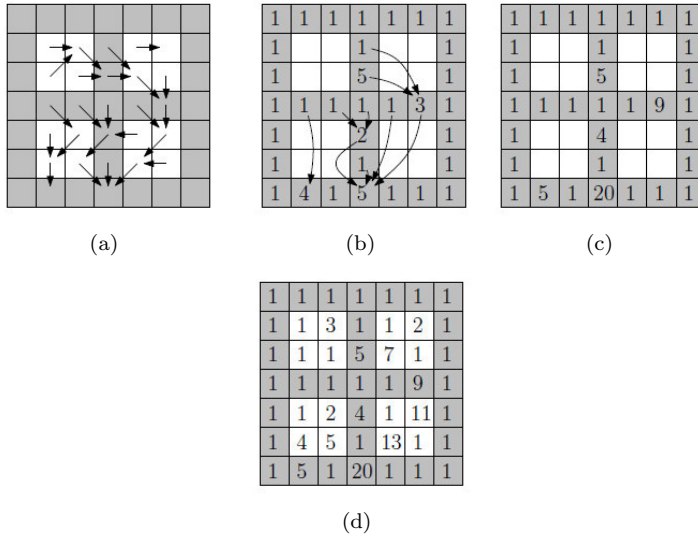 (a)
1 1 1 1 1 1 1
1 1 1
1 5 1
1 1 1 1 1 3 1
1 2 1
1 1 1
1 4 1 5 1 1 1
(b)
1 1 1 1 1 1 1
1 1 1
1 5 1
1 1 1 1 1 9 1
1 4 1
1 1 1
1 5 1 20 1 1 1
(c)
1 1 1 1 1 1 1
1 1 3 1 1 2 1
1 1 1 5 7 1 1
1 1 1 1 1 9 1
1 1 2 4 1 11 1
1 4 5 1 13 1 1
1 5 1 20 1 1 1
(d)